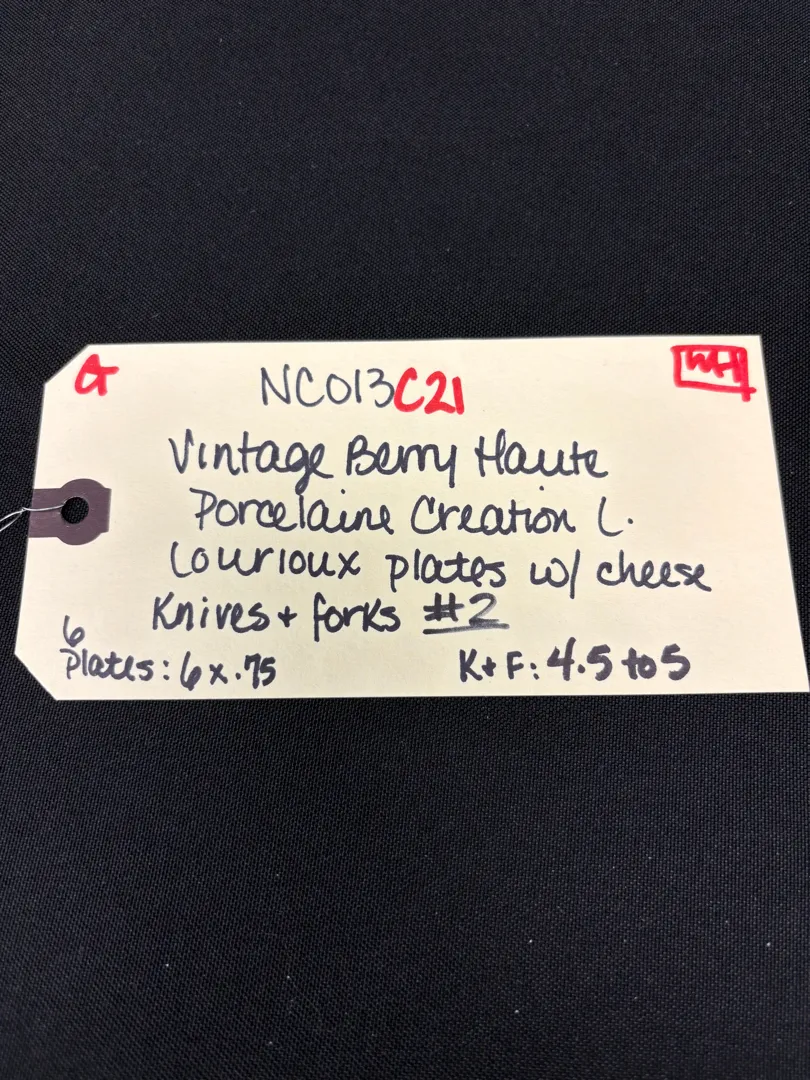 G
NC013C21
WH
Vintage Berry Haute
Porcelaine Creation L.
Lourioux plates w/ cheese
Knives + forks #2
6
Plates: 6 x .75
K + F: 4.5 to 5